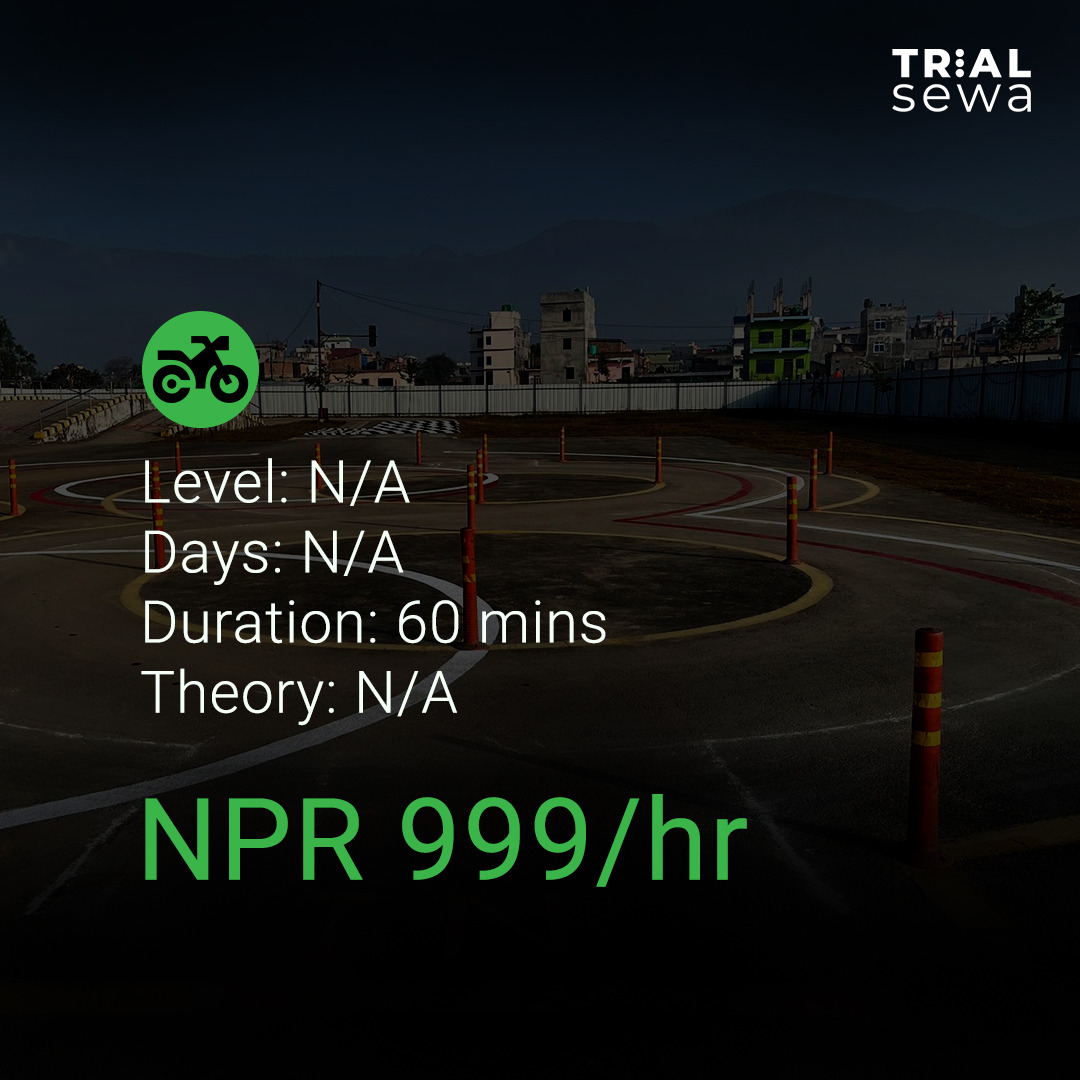 TRIAL
sewa
Level: N/A
Days: N/A
Duration: 60 mins
Theory: N/A
NPR 999/hr